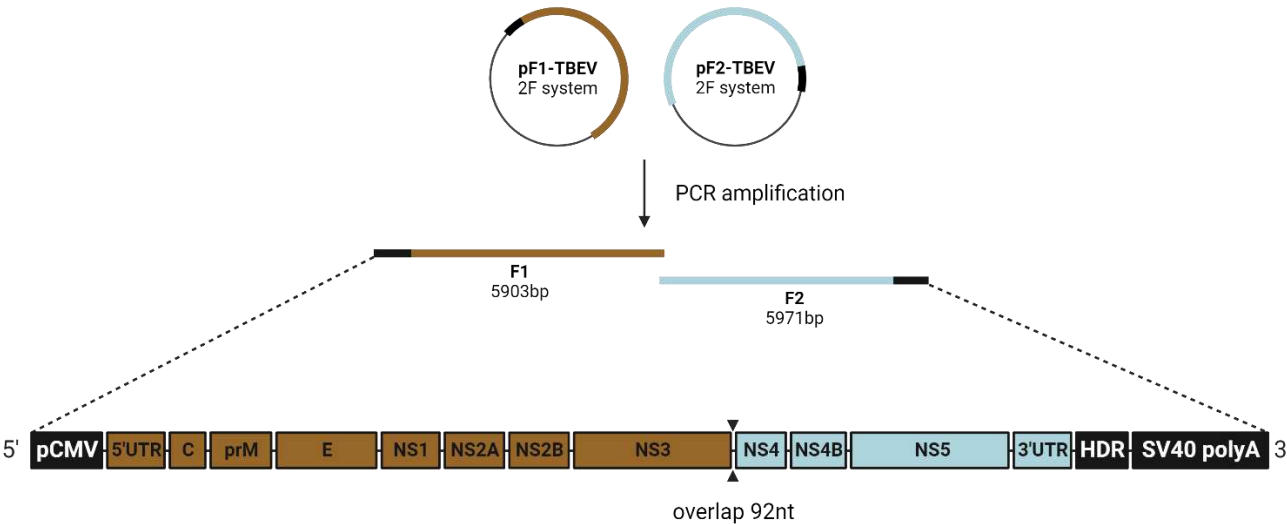 pF1-TBEV
2F system
pF2-TBEV
2F system
PCR amplification
F1
5903bp
F2
5971bp
5' pCMV 5'UTR C prM E NS1 NS2A NS2B NS3 NS4 NS4B NS5 3'UTR HDR SV40 polyA 3
overlap 92nt